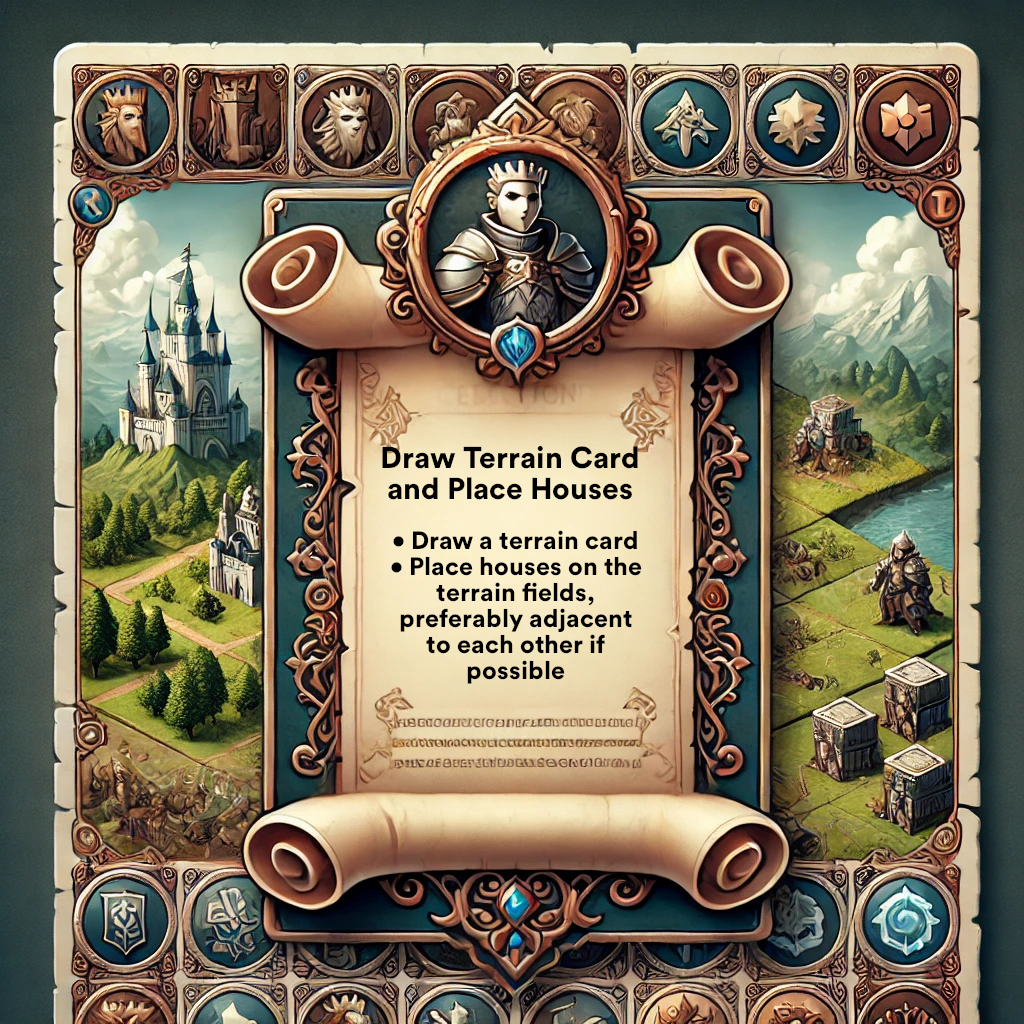 Draw Terrain Card
and Place Houses
• Draw a terrain card
• Place houses on the
terrain fields,
preferably adjacent
to each other if
possible